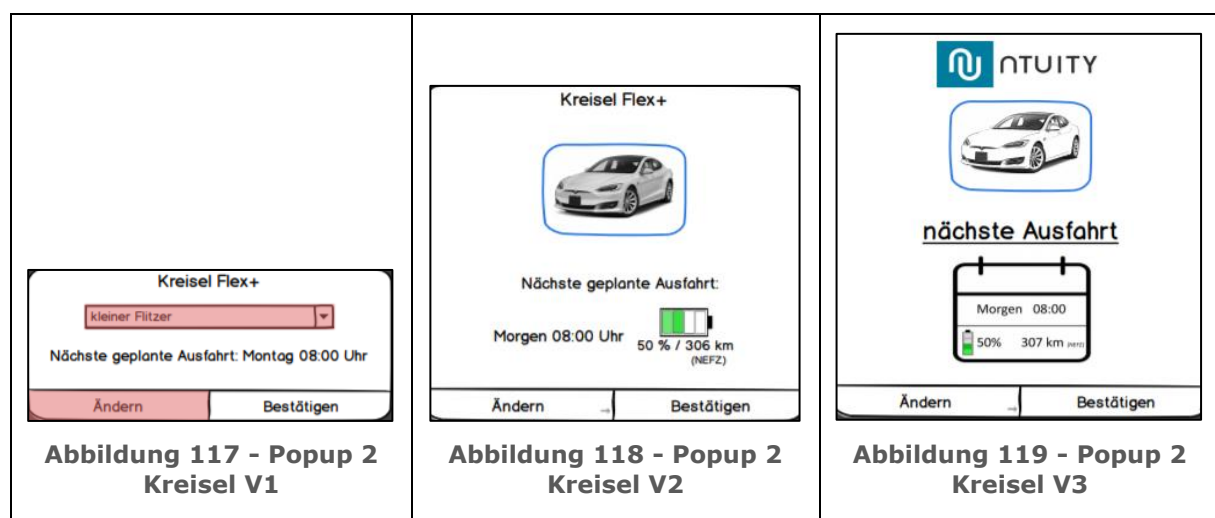 Kreisel Flex+
kleiner Flitzer
Nächste geplante Ausfahrt: Montag 08:00 Uhr
Ändern
Bestätigen
Abbildung 117 - Popup 2
Kreisel V1
Kreisel Flex+
Nächste geplante Ausfahrt:
Morgen 08:00 Uhr
50 % / 306 km
(NEFZ)
Ändern
Bestätigen
Abbildung 118 - Popup 2
Kreisel V2
NTUITY
nächste Ausfahrt
Morgen 08:00
50% 307 km (NEFZ)
Ändern
Bestätigen
Abbildung 119 - Popup 2
Kreisel V3